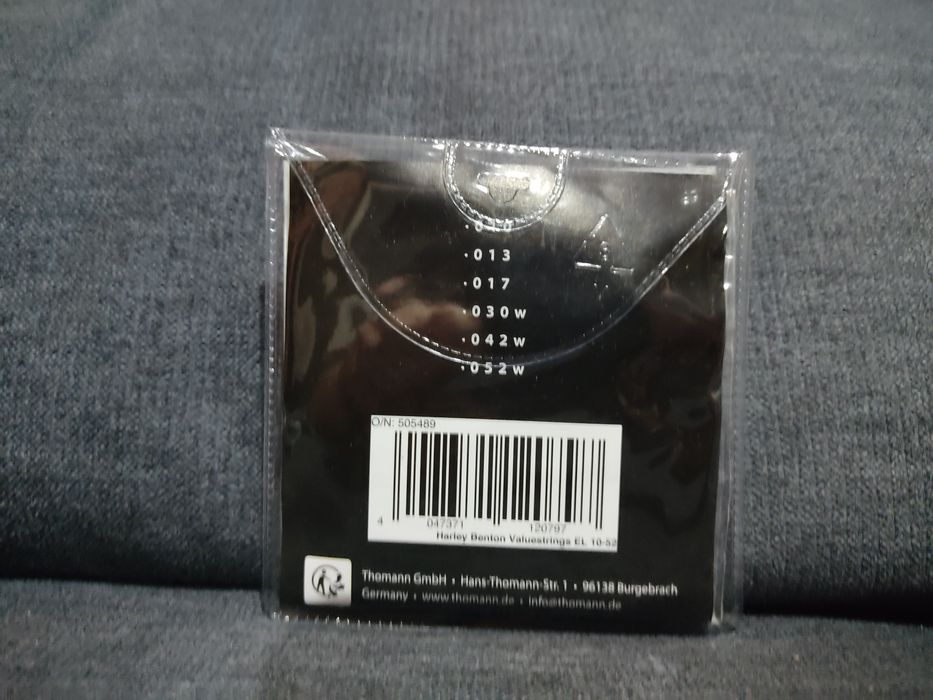 .013
.017
.030w
.042w
.052w
O/N: 505489
4 047371 120797
Harley Benton Valuestrings EL 10-52
Thomann GmbH • Hans-Thomann-Str. 1 • 96138 Burgebrach
Germany • www.thomann.de • info@thomann.de